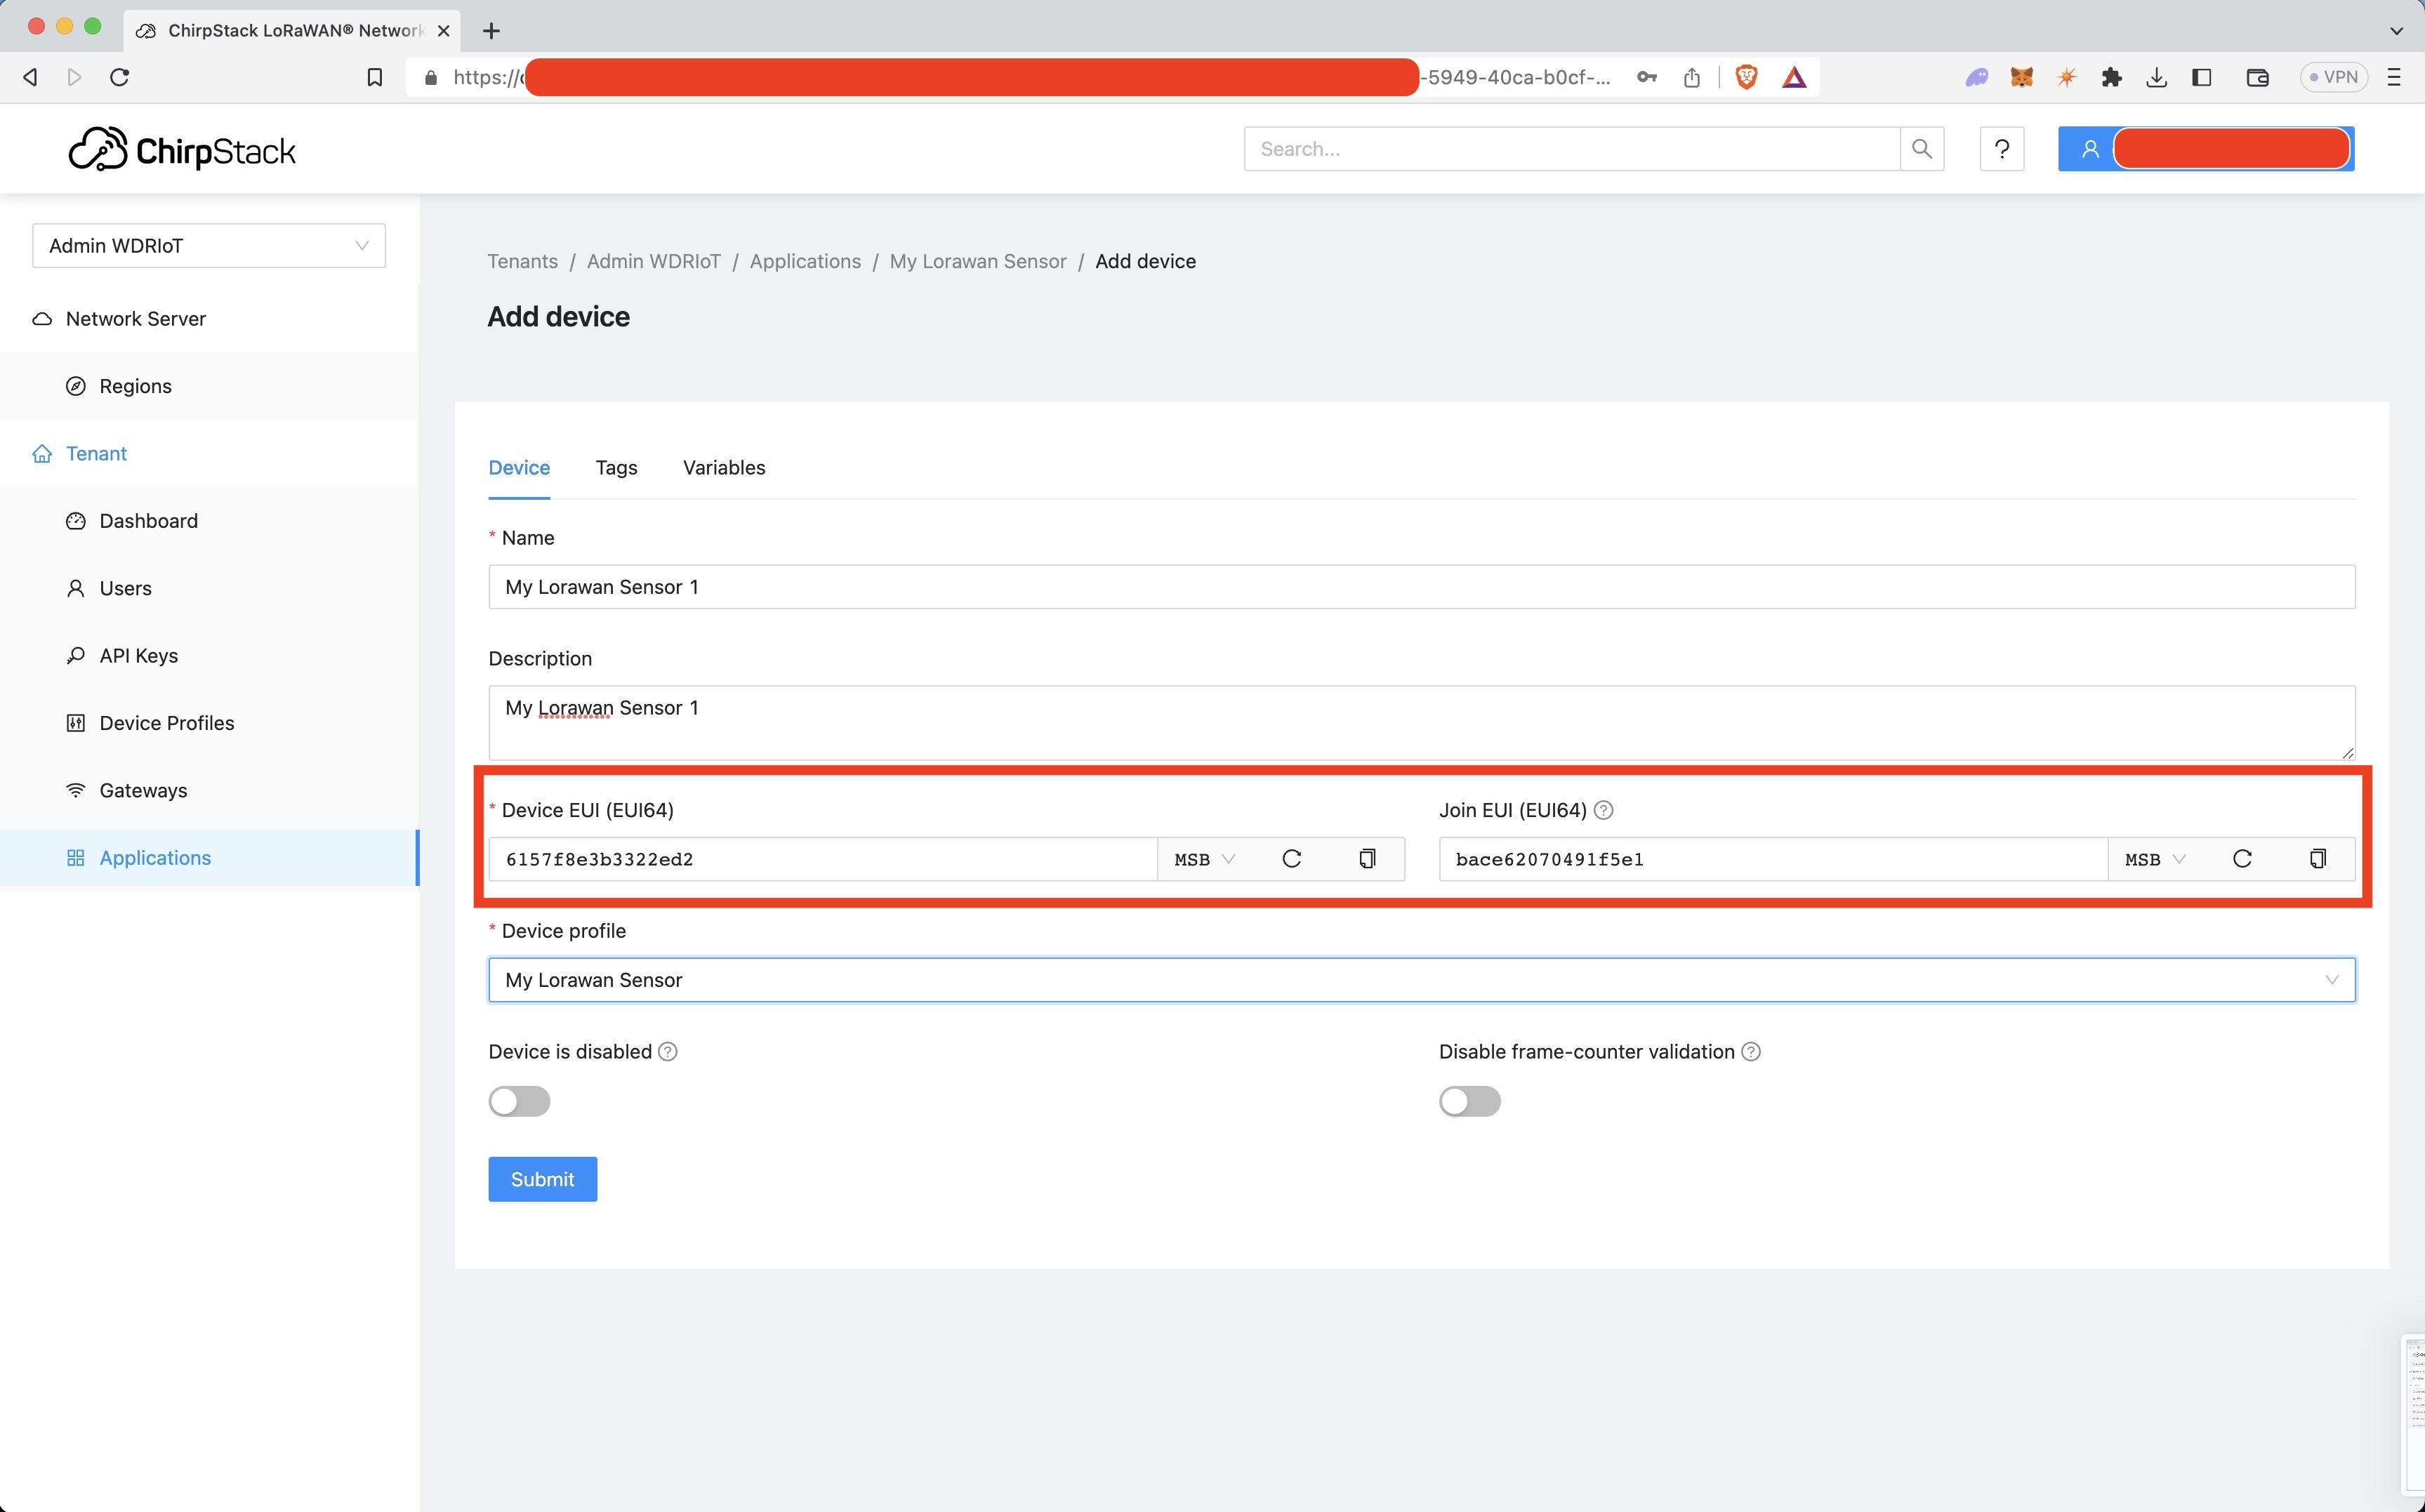 ChirpStack LoRaWAN® Network
https://
-5949-40ca-b0cf-...
VPN
ChirpStack
Search...
?
Admin WDRIoT
Network Server
Regions
Tenant
Dashboard
Users
API Keys
Device Profiles
Gateways
Applications
Tenants / Admin WDRIoT / Applications / My Lorawan Sensor / Add device
Add device
Device Tags Variables
* Name
My Lorawan Sensor 1
Description
My Lorawan Sensor 1
* Device EUI (EUI64) Join EUI (EUI64) ?
6157f8e3b3322ed2 MSB bace62070491f5e1 MSB
* Device profile
My Lorawan Sensor
Device is disabled ? Disable frame-counter validation ?
Submit